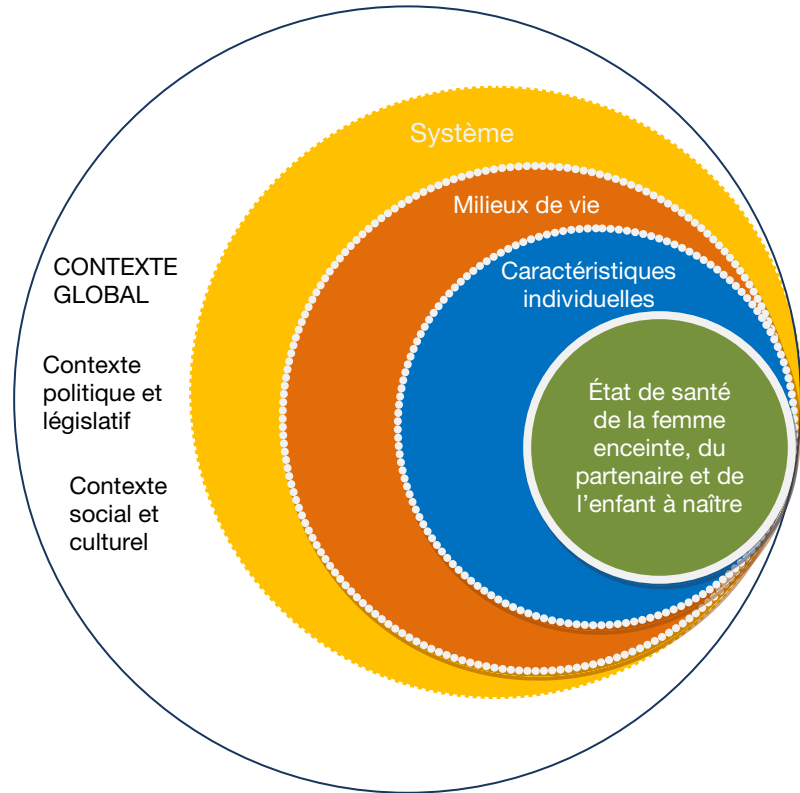 Système
Milieux de vie
Caractéristiques
individuelles
CONTEXTE
GLOBAL
Contexte
politique et
législatif
Contexte
social et
culturel
État de santé
de la femme
enceinte, du
partenaire et de
l’enfant à naître